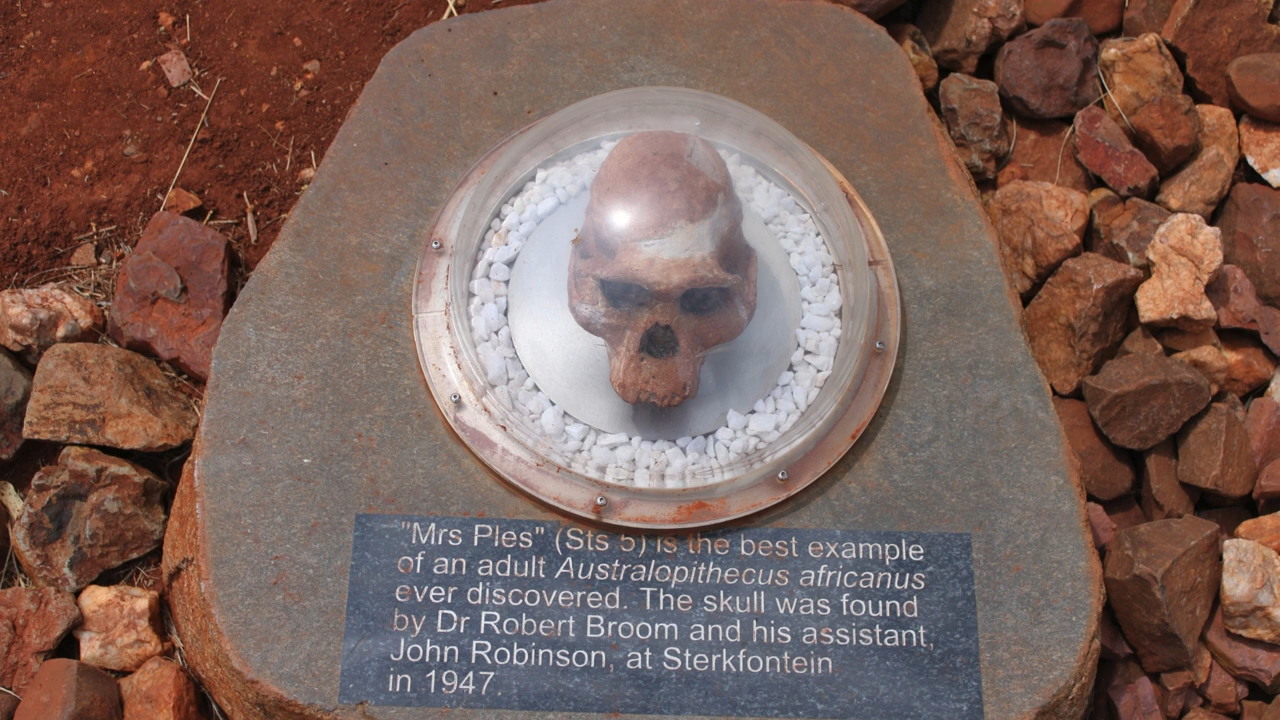 "Mrs Ples" (Sts 5) is the best example
of an adult Australopithecus africanus
ever discovered. The skull was found
by Dr Robert Broom and his assistant,
John Robinson, at Sterkfontein
in 1947.